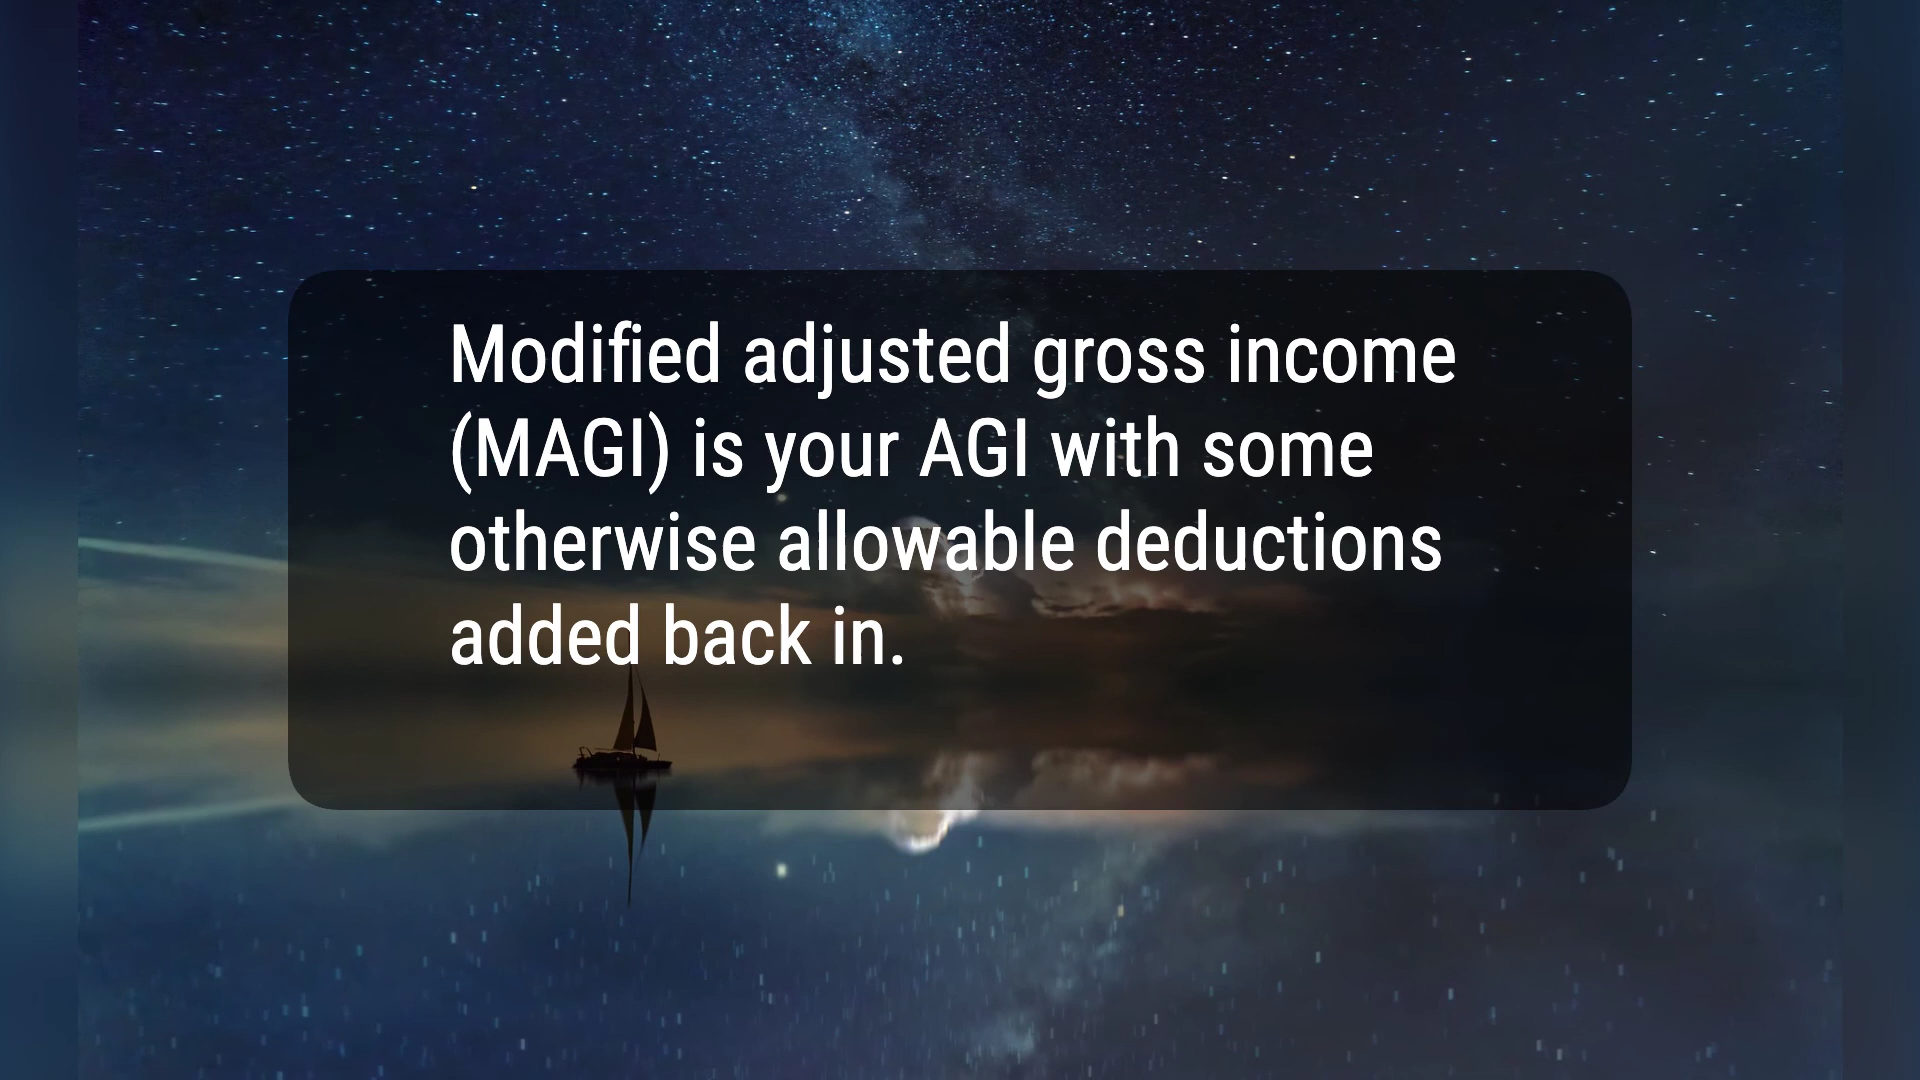 Modified adjusted gross income
(MAGI) is your AGI with some
otherwise allowable deductions
added back in.